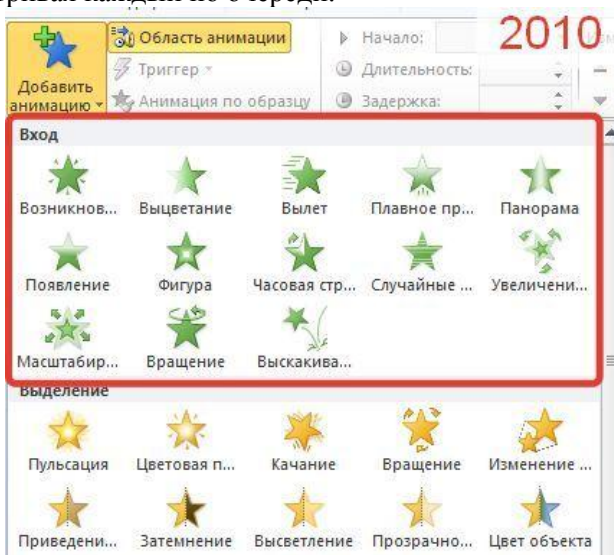 Область анимации
Начало:
2010
Триггер
Длительность:
Добавить
анимацию
Анимация по образцу
Задержка:
Вход
Возникнов...
Выцветание
Вылет
Плавное пр...
Панорама
Появление
Фигура
Часовая стр...
Случайные ...
Увеличени...
Масштабир...
Вращение
Выскакива...
Выделение
Пульсация
Цветовая п...
Качание
Вращение
Изменение ...
Приведени...
Затемнение
Высветление
Прозрачно...
Цвет объекта